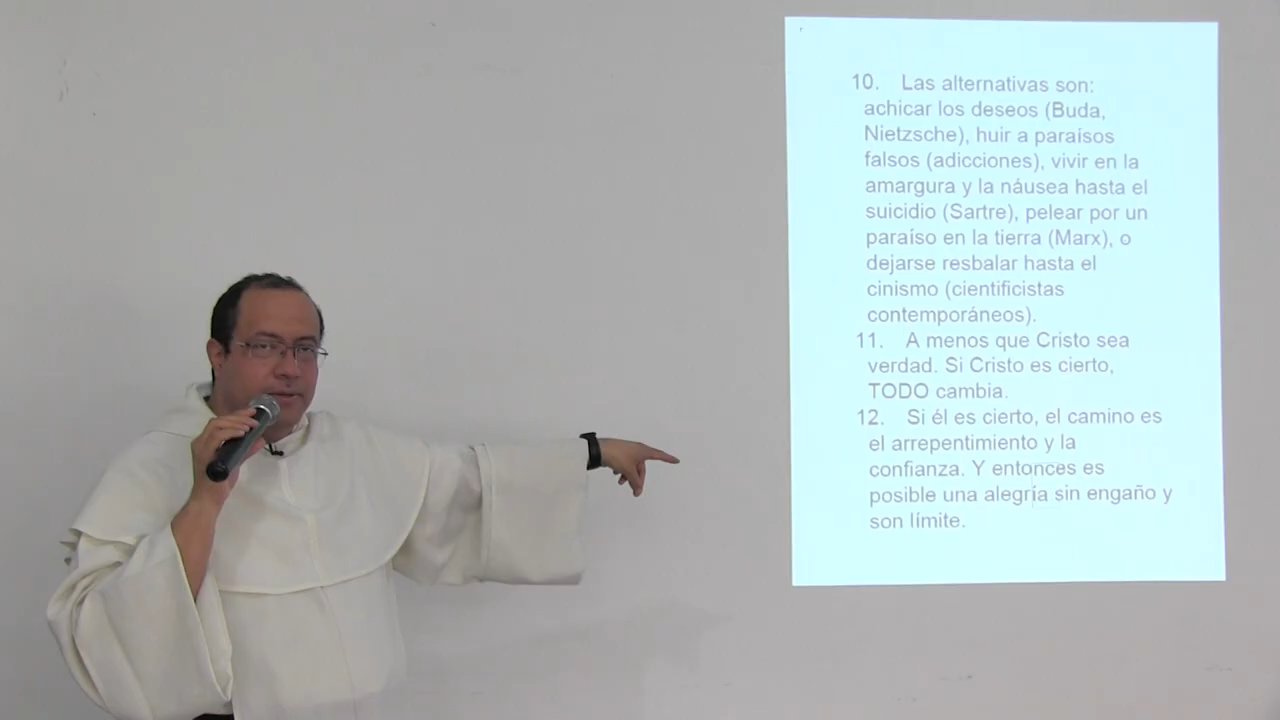 10. Las alternativas son:
achicar los deseos (Buda,
Nietzsche), huir a paraísos
falsos (adicciones), vivir en la
amargura y la náusea hasta el
suicidio (Sartre), pelear por un
paraíso en la tierra (Marx), o
dejarse resbalar hasta el
cinismo (cientificistas
contemporáneos).
11. A menos que Cristo sea
verdad. Si Cristo es cierto,
TODO cambia.
12. Si él es cierto, el camino es
el arrepentimiento y la
confianza. Y entonces es
posible una alegría sin engaño y
son límite.